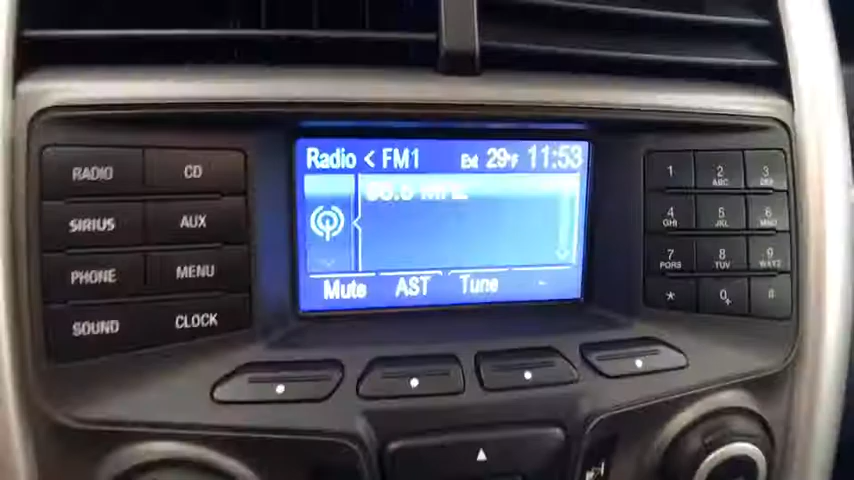 Radio < FM1 Ext 29°F 11:53
MHz
Mute AST Tune
RADIO CD
SIRIUS AUX
PHONE MENU
SOUND CLOCK
1 2 ABC 3 DEF
4 GHI 5 JKL 6 MNO
7 PQRS 8 TUV 9 WXYZ
* 0 + #